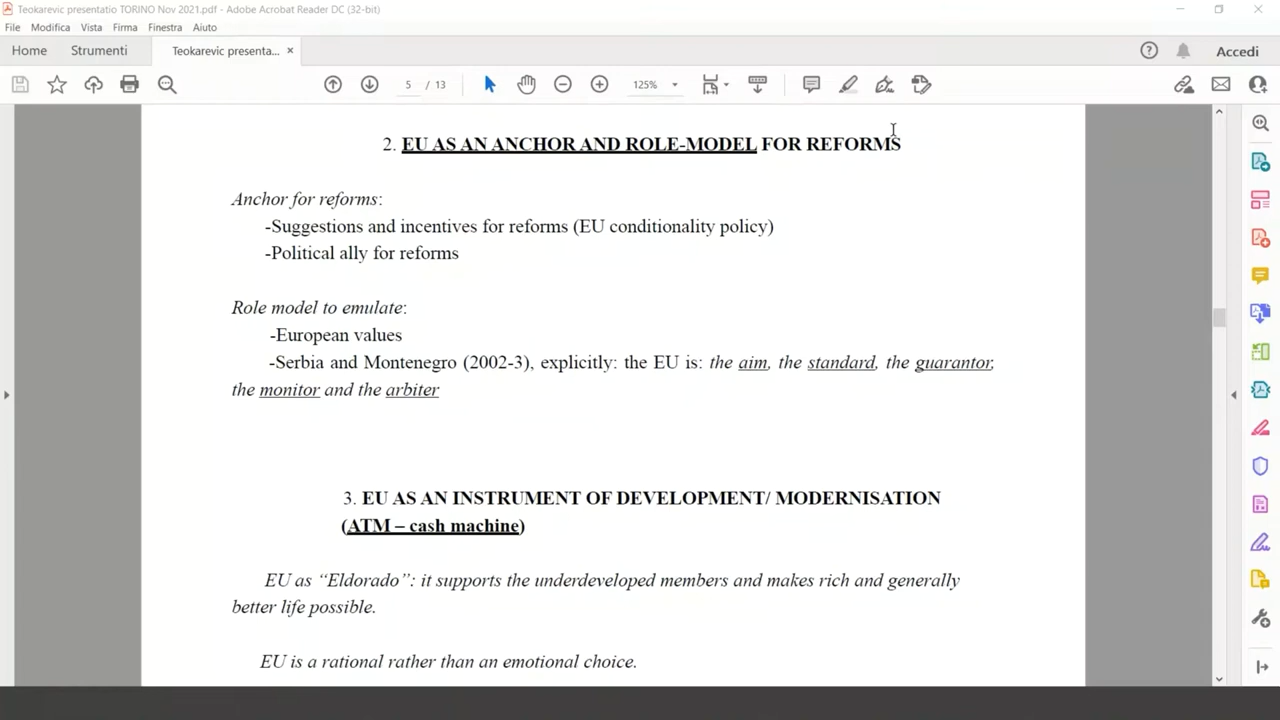 Teokarevic presentatio TORINO Nov 2021.pdf - Adobe Acrobat Reader DC (32-bit)
File Modifica Vista Firma Finestra Aiuto
Home Strumenti Teokarevic presenta... × Accedi
5 / 13 125%
2. EU AS AN ANCHOR AND ROLE-MODEL FOR REFORMS
Anchor for reforms:
-Suggestions and incentives for reforms (EU conditionality policy)
-Political ally for reforms
Role model to emulate:
-European values
-Serbia and Montenegro (2002-3), explicitly: the EU is: the aim, the standard, the guarantor,
the monitor and the arbiter
3. EU AS AN INSTRUMENT OF DEVELOPMENT/ MODERNISATION
(ATM – cash machine)
EU as “Eldorado”: it supports the underdeveloped members and makes rich and generally
better life possible.
EU is a rational rather than an emotional choice.